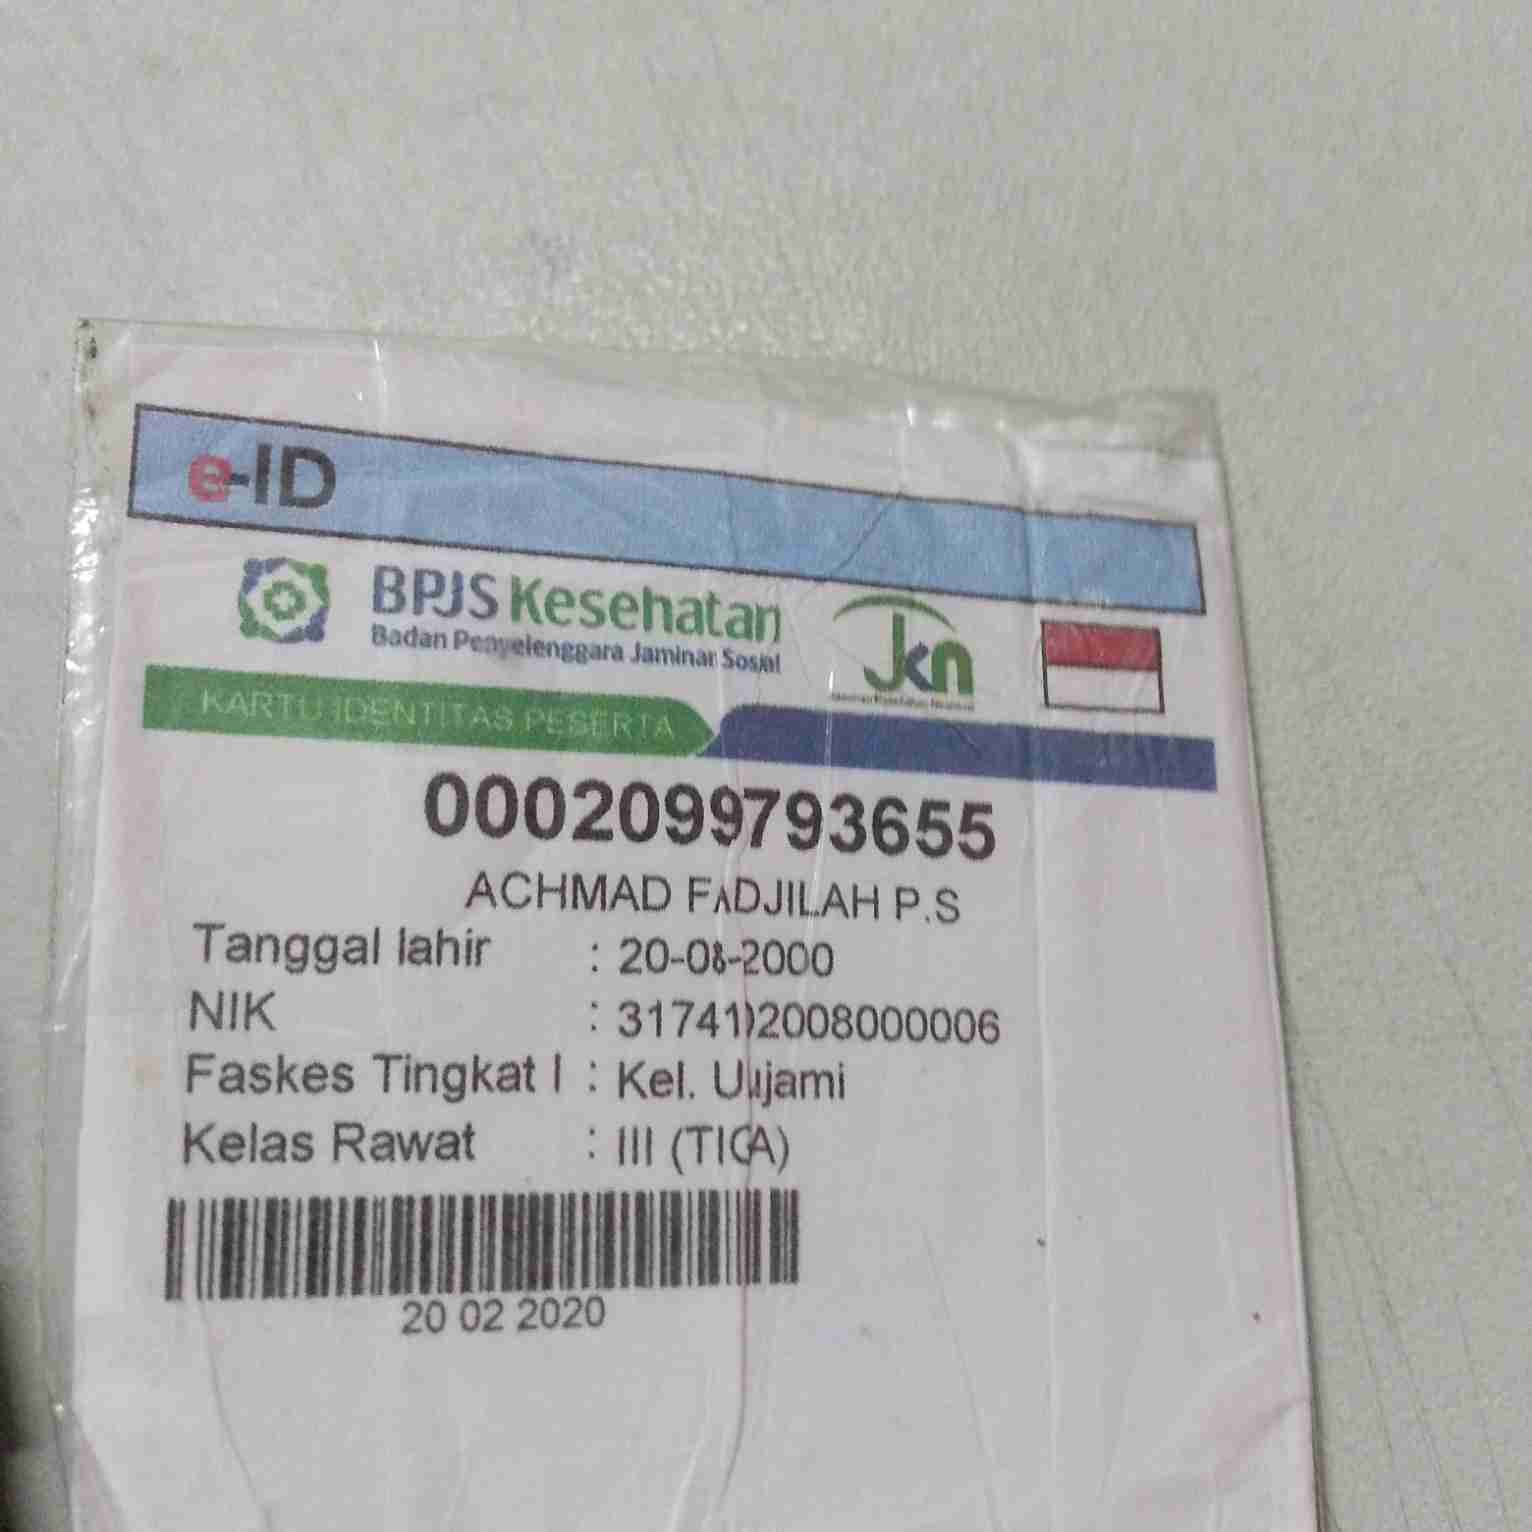 e-ID
BPJS Kesehatan
Badan Penyelenggara Jaminan Sosial
Jkn
KARTU IDENTITAS PESERTA
0002099793655
ACHMAD FADJILAH P.S
Tanggal lahir : 20-08-2000
NIK : 3174102008000006
Faskes Tingkat I : Kel. Ulujami
Kelas Rawat : III (TIGA)
20 02 2020